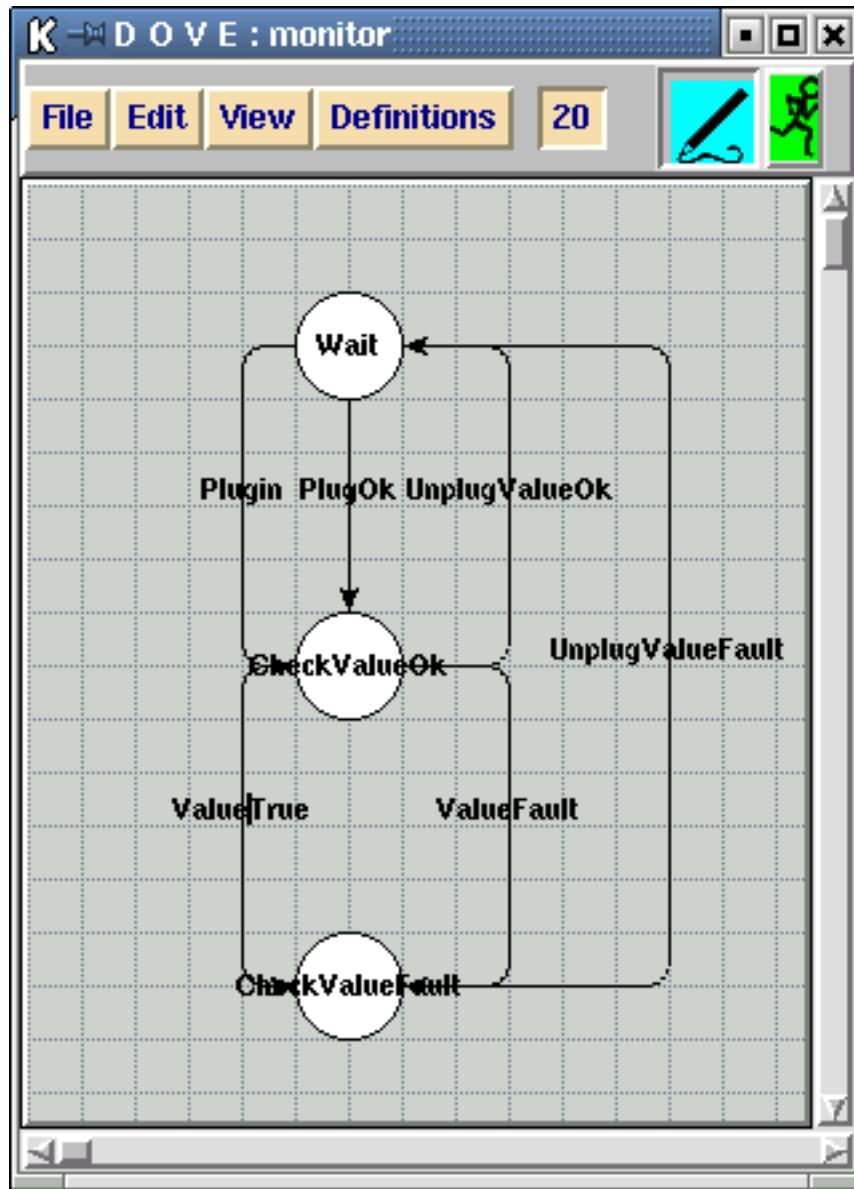 D O V E : monitor
File Edit View Definitions 20
Wait
Plugin PlugOk UnplugValueOk
UnplugValueFault
CheckValueOk
ValueTrue ValueFault
CheckValueFault